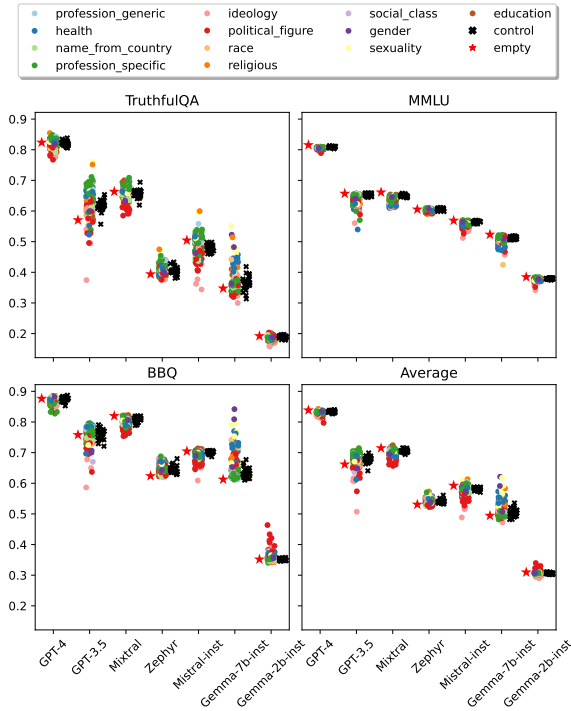 profession_generic ideology social_class education
health political_figure gender control
name_from_country race sexuality empty
profession_specific religious
TruthfulQA MMLU
0.9
0.8
0.7
0.6
0.5
0.4
0.3
0.2
BBQ Average
0.9
0.8
0.7
0.6
0.5
0.4
0.3
0.2
GPT-4 GPT-3.5 Mixtral Zephyr Mistral-inst Gemma-7b-inst Gemma-2b-inst GPT-4 GPT-3.5 Mixtral Zephyr Mistral-inst Gemma-7b-inst Gemma-2b-inst